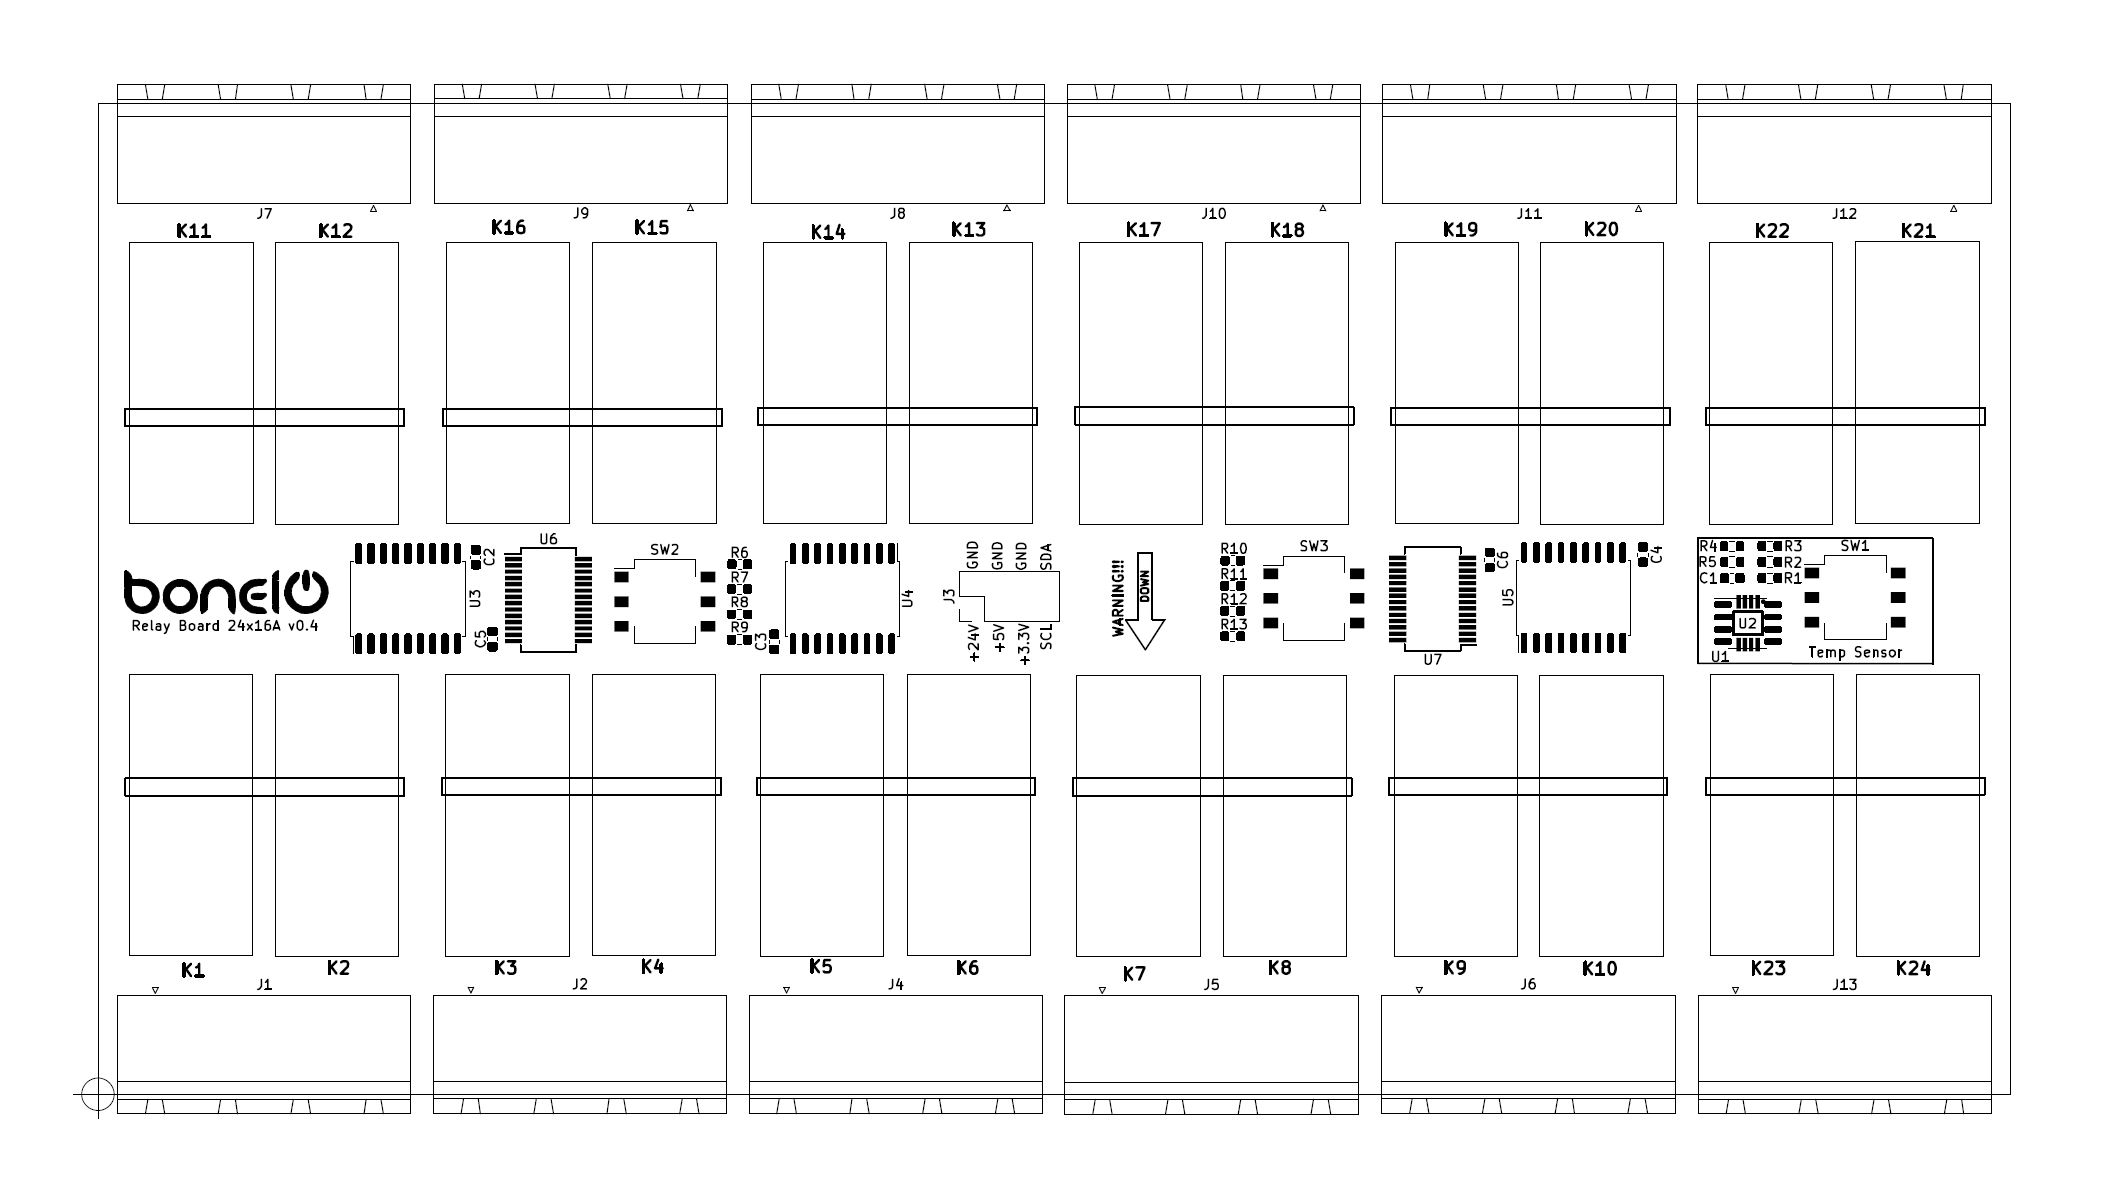 J7 J9 J8 J10 J11 J12
K11 K12 K16 K15 K14 K13 K17 K18 K19 K20 K22 K21
boneIO
Relay Board 24x16A v0.4
U3
C2
C5
U6
SW2
R6
R7
R8
R9
C3
U4
J3
GND GND GND SDA
+24V +5V +3.3V SCL
WARNING!!!
DOWN
R10
R11
R12
R13
SW3
U7
C6
U5
C4
R4 R3
R5 R2
C1 R1
SW1
U2
U1
Temp Sensor
K1 K2 K3 K4 K5 K6 K7 K8 K9 K10 K23 K24
J1 J2 J4 J5 J6 J13